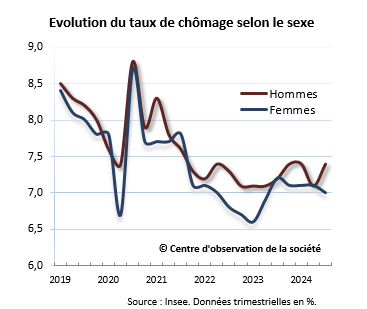 Evolution du taux de chômage selon le sexe
9,0
8,5
8,0
7,5
7,0
6,5
6,0
Hommes
Femmes
© Centre d'observation de la société
2019 2020 2021 2022 2023 2024
Source : Insee. Données trimestrielles en %.